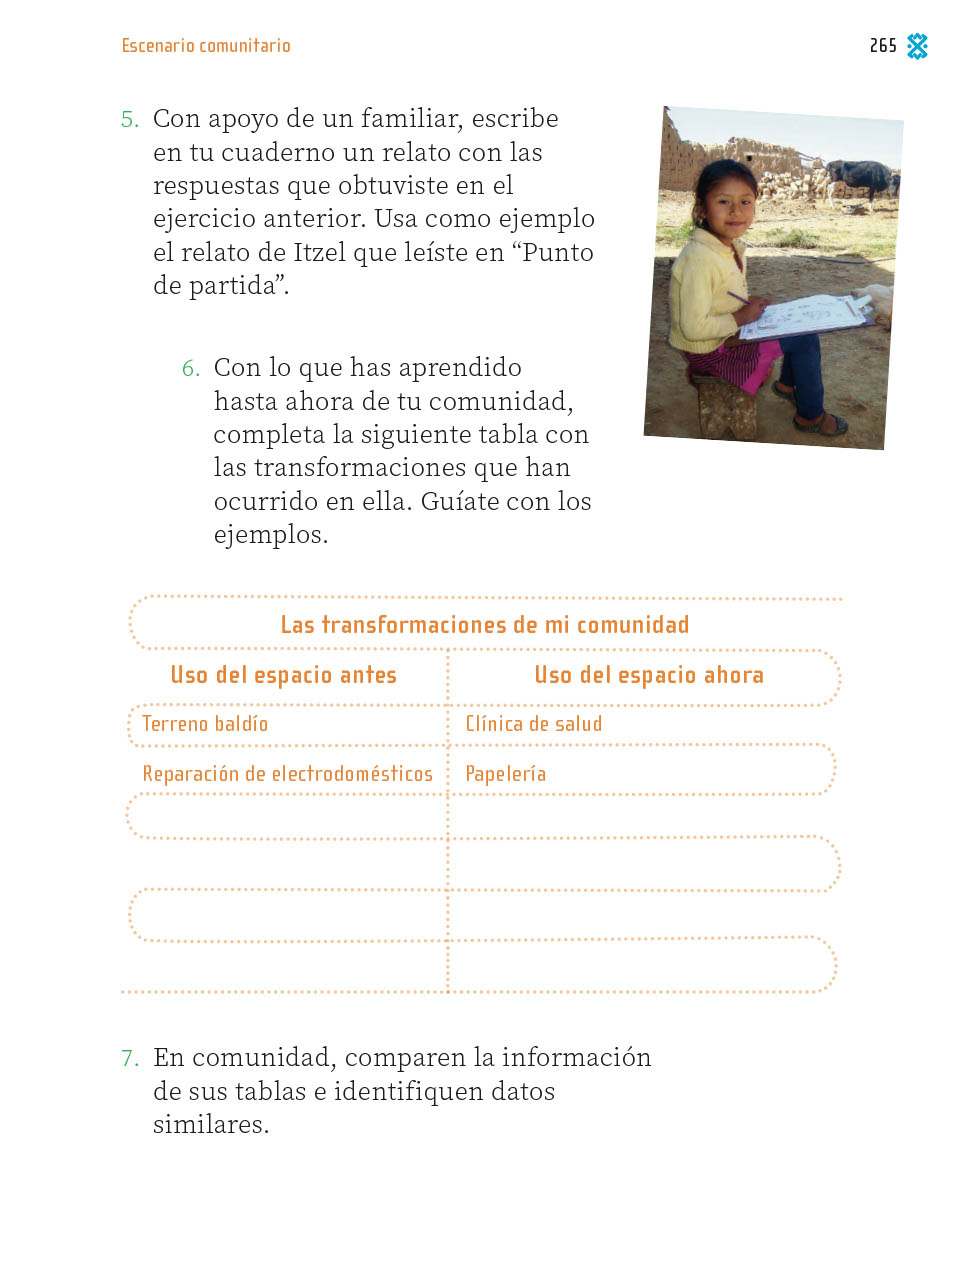 Escenario comunitario
265
5. Con apoyo de un familiar, escribe
en tu cuaderno un relato con las
respuestas que obtuviste en el
ejercicio anterior. Usa como ejemplo
el relato de Itzel que leíste en “Punto
de partida”.
6. Con lo que has aprendido
hasta ahora de tu comunidad,
completa la siguiente tabla con
las transformaciones que han
ocurrido en ella. Guíate con los
ejemplos.
Las transformaciones de mi comunidad
Uso del espacio antes Uso del espacio ahora
Terreno baldío Clínica de salud
Reparación de electrodomésticos Papelería
7. En comunidad, comparen la información
de sus tablas e identifiquen datos
similares.